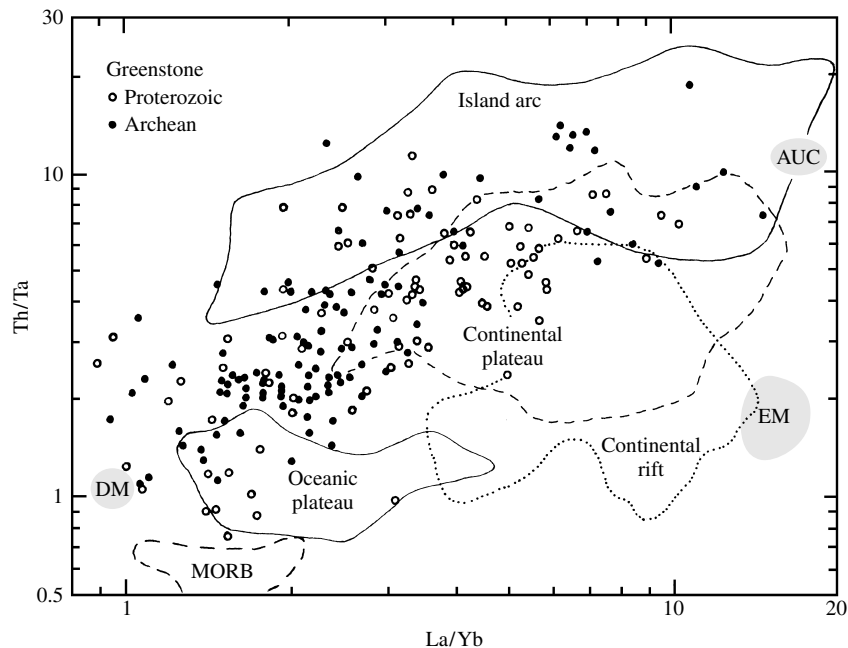 30
Greenstone
Proterozoic
Archean
Island arc
10
AUC
Th/Ta
Continental
plateau
EM
Continental
rift
Oceanic
plateau
DM
1
MORB
0.5
1
10
20
La/Yb